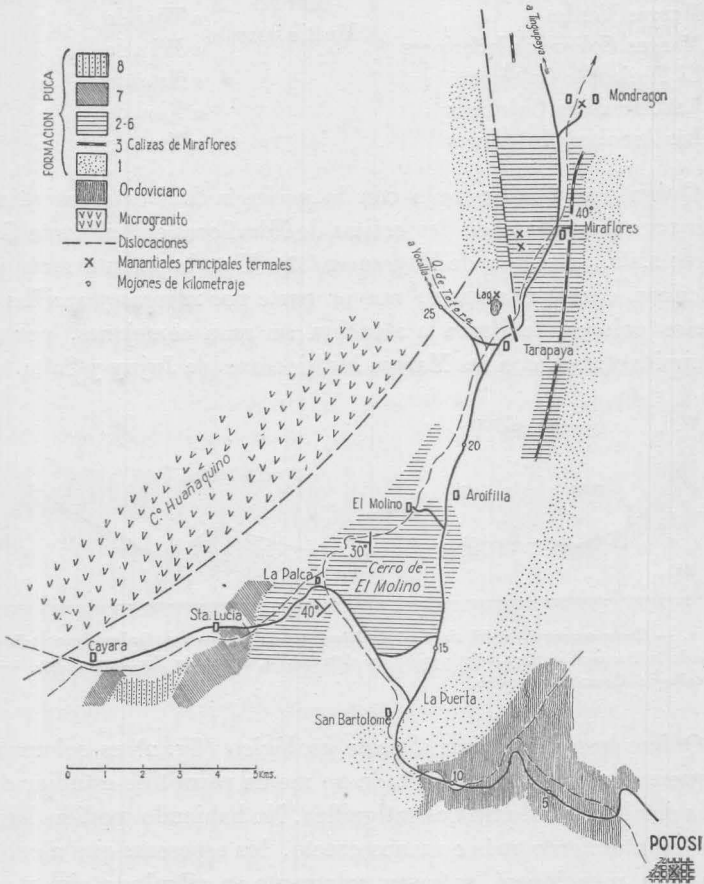 FORMACION PUCA
8
7
2-6
3 Calizas de Miraflores
1
Ordoviciano
Microgranito
Dislocaciones
Manantiales principales termales
Mojones de kilometraje
a Tinguipaya
Mondragon
40°
Miraflores
a Yocalla
Q. de Totora
Lag.
25
Tarapaya
20
Cº Huañaquino
El Molino
Aroifilla
30°
La Palca
Cerro de
El Molino
40°
Sta. Lucia
Cayara
15
La Puerta
San Bartolome
0 1 2 3 4 5 Kms.
10
5
POTOSI